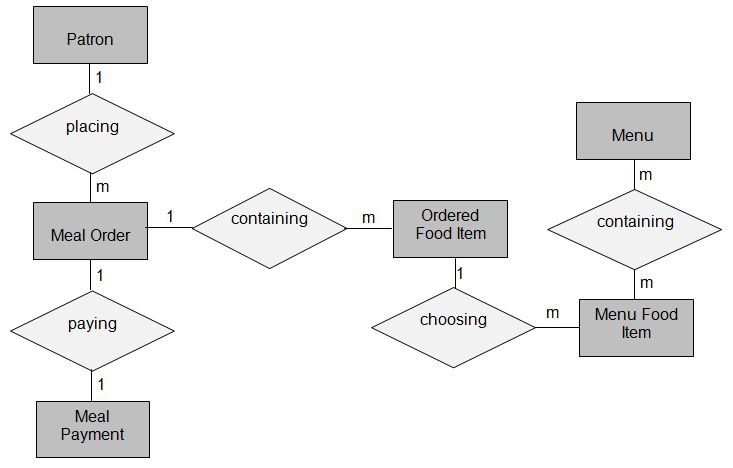 Patron
1
placing
m
Meal Order
1
containing
m
Ordered
Food Item
1
choosing
m
Menu Food
Item
m
containing
m
Menu
1
paying
1
Meal
Payment